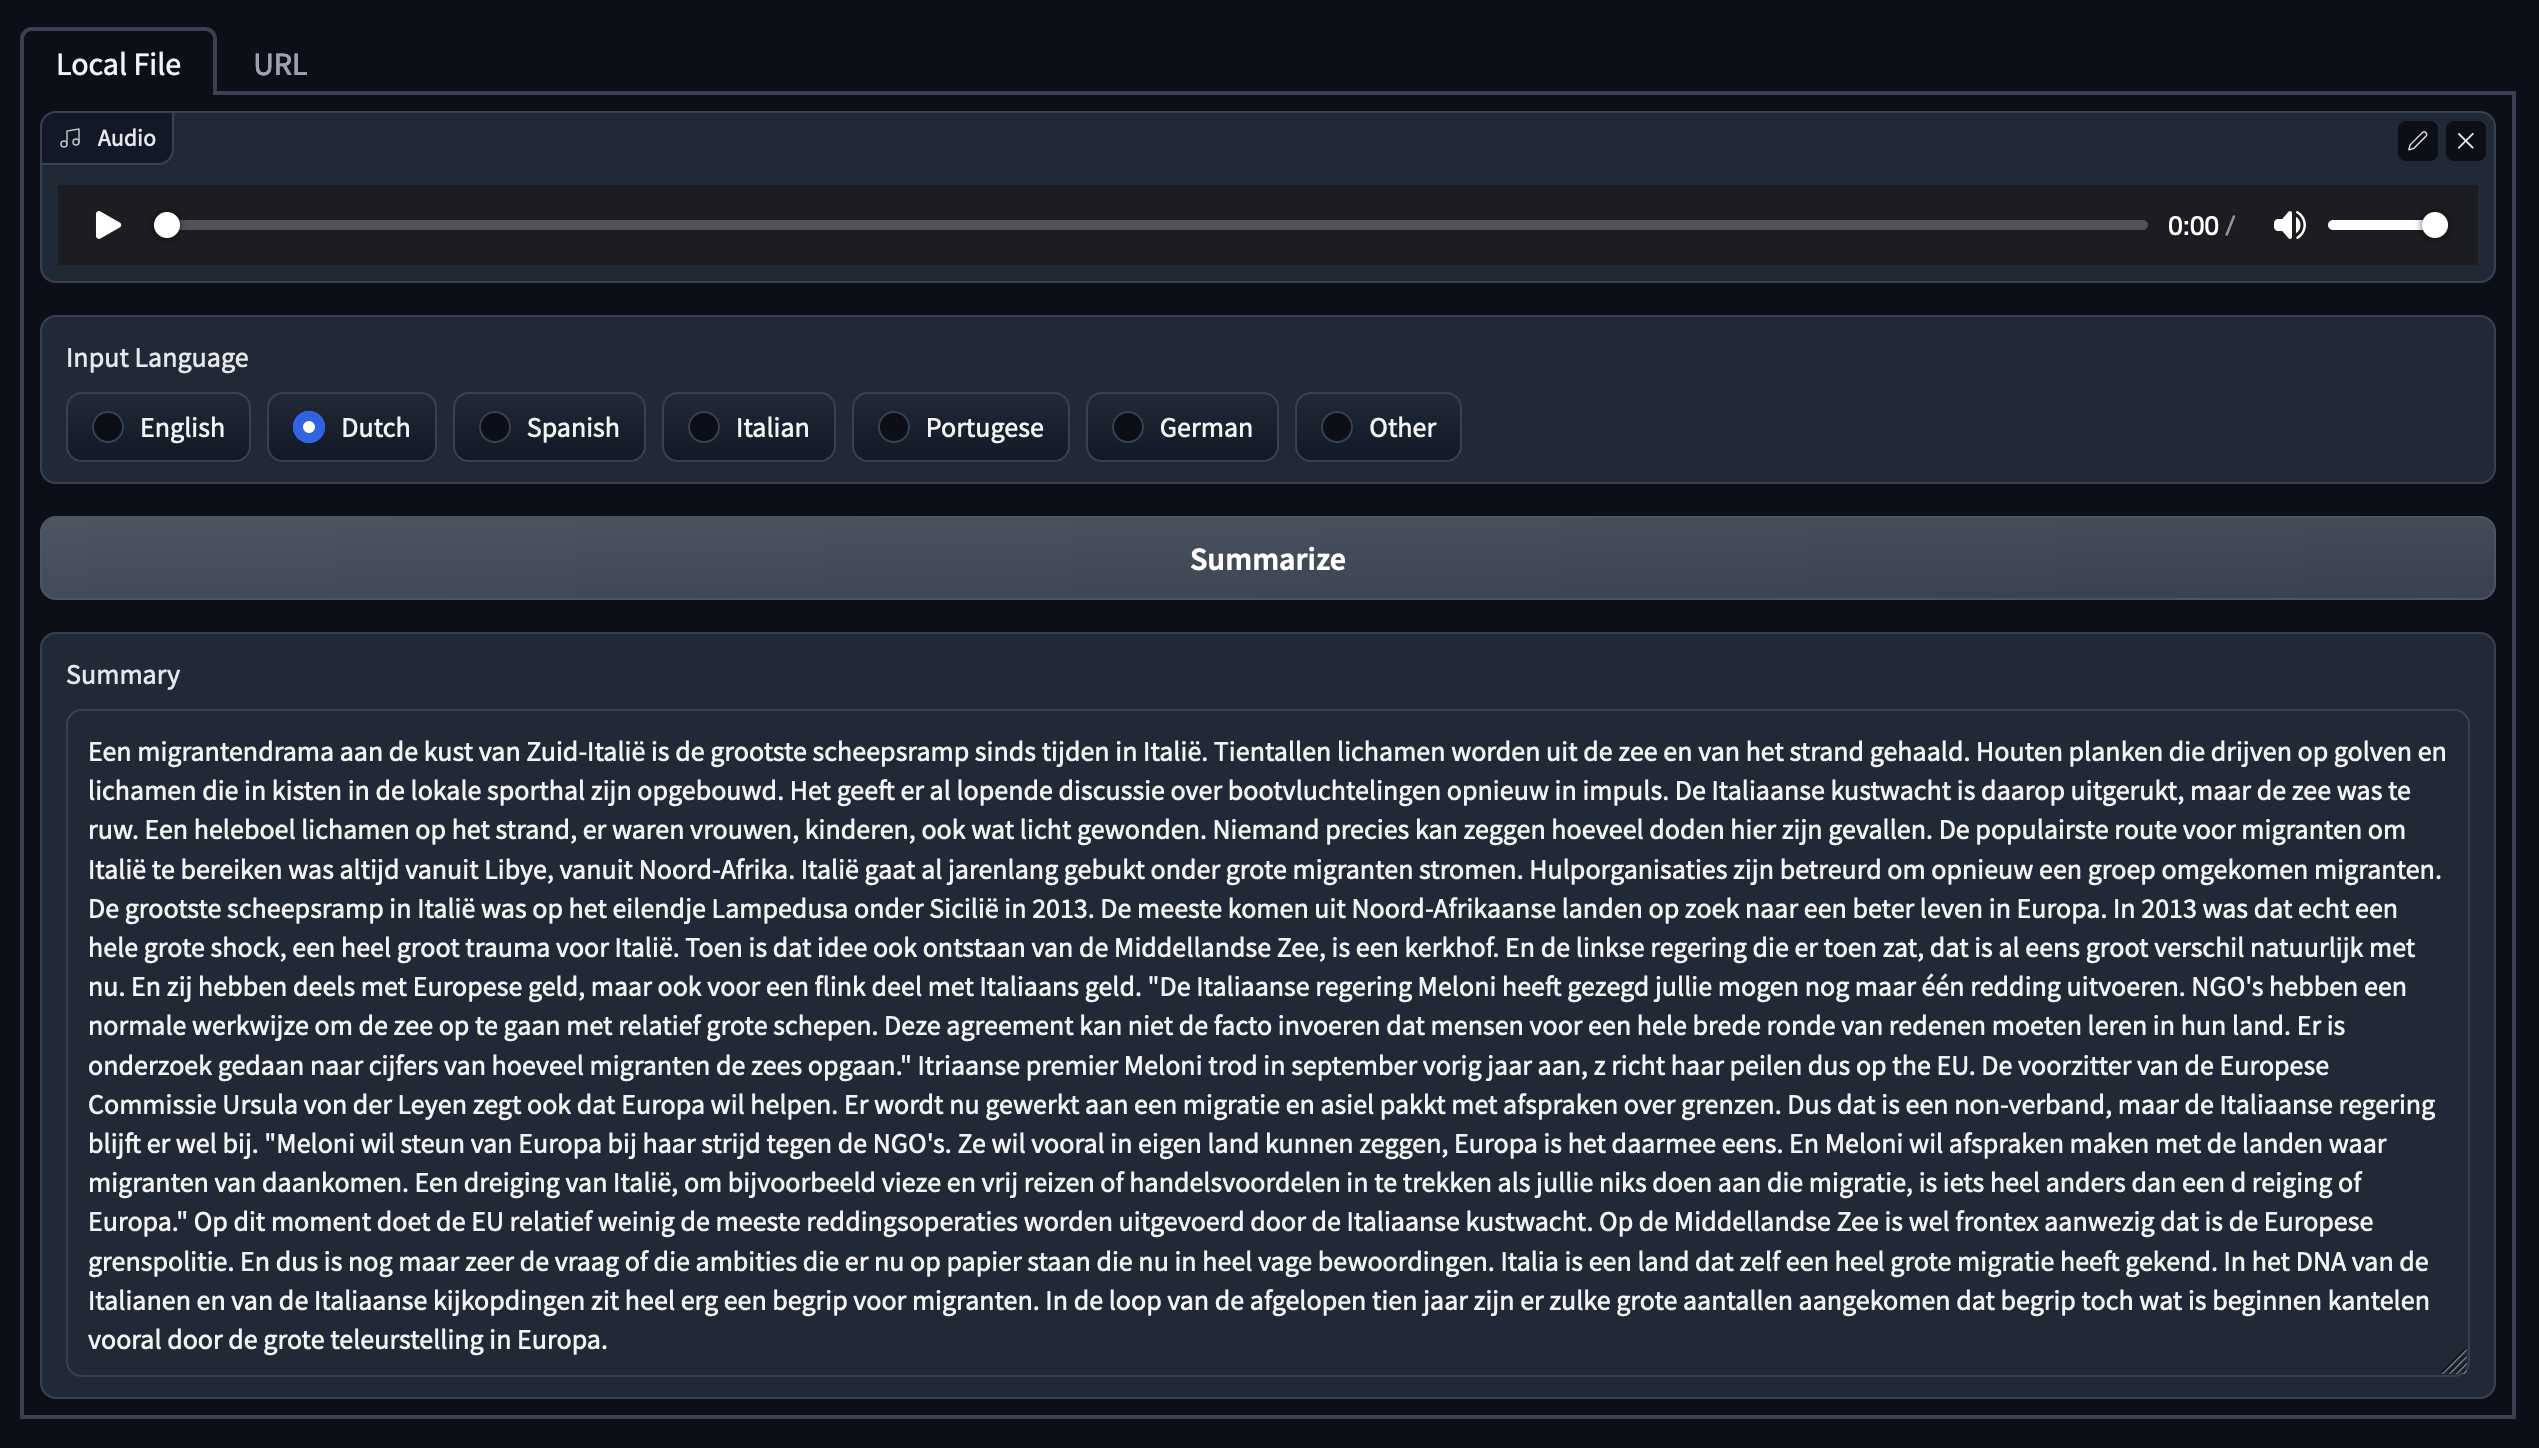 Local File
URL
Audio
0:00 /
Input Language
English
Dutch
Spanish
Italian
Portugese
German
Other
Summarize
Summary
Een migrantendrama aan de kust van Zuid-Italië is de grootste scheepsramp sinds tijden in Italië. Tientallen lichamen worden uit de zee en van het strand gehaald. Houten planken die drijven op golven en
lichamen die in kisten in de lokale sporthal zijn opgebouwd. Het geeft er al lopende discussie over bootvluchtelingen opnieuw in impuls. De Italiaanse kustwacht is daarop uitgerukt, maar de zee was te
ruw. Een heleboel lichamen op het strand, er waren vrouwen, kinderen, ook wat licht gewonden. Niemand precies kan zeggen hoeveel doden hier zijn gevallen. De populairste route voor migranten om
Italië te bereiken was altijd vanuit Libye, vanuit Noord-Afrika. Italië gaat al jarenlang gebukt onder grote migranten stromen. Hulporganisaties zijn betreurd om opnieuw een groep omgekomen migranten.
De grootste scheepsramp in Italië was op het eilendje Lampedusa onder Sicilië in 2013. De meeste komen uit Noord-Afrikaanse landen op zoek naar een beter leven in Europa. In 2013 was dat echt een
hele grote shock, een heel groot trauma voor Italië. Toen is dat idee ook ontstaan van de Middellandse Zee, is een kerkhof. En de linkse regering die er toen zat, dat is al eens groot verschil natuurlijk met
nu. En zij hebben deels met Europese geld, maar ook voor een flink deel met Italiaans geld. "De Italiaanse regering Meloni heeft gezegd jullie mogen nog maar één redding uitvoeren. NGO's hebben een
normale werkwijze om de zee op te gaan met relatief grote schepen. Deze agreement kan niet de facto invoeren dat mensen voor een hele brede ronde van redenen moeten leren in hun land. Er is
onderzoek gedaan naar cijfers van hoeveel migranten de zees opgaan." Itriaanse premier Meloni trod in september vorig jaar aan, z richt haar peilen dus op the EU. De voorzitter van de Europese
Commissie Ursula von der Leyen zegt ook dat Europa wil helpen. Er wordt nu gewerkt aan een migratie en asiel pakkt met afspraken over grenzen. Dus dat is een non-verband, maar de Italiaanse regering
blijft er wel bij. "Meloni wil steun van Europa bij haar strijd tegen de NGO's. Ze wil vooral in eigen land kunnen zeggen, Europa is het daarmee eens. En Meloni wil afspraken maken met de landen waar
migranten van daankomen. Een dreiging van Italië, om bijvoorbeeld vieze en vrij reizen of handelsvoordelen in te trekken als jullie niks doen aan die migratie, is iets heel anders dan een d reiging of
Europa." Op dit moment doet de EU relatief weinig de meeste reddingsoperaties worden uitgevoerd door de Italiaanse kustwacht. Op de Middellandse Zee is wel frontex aanwezig dat is de Europese
grenspolitie. En dus is nog maar zeer de vraag of die ambities die er nu op papier staan die nu in heel vage bewoordingen. Italia is een land dat zelf een heel grote migratie heeft gekend. In het DNA van de
Italianen en van de Italiaanse kijkopdingen zit heel erg een begrip voor migranten. In de loop van de afgelopen tien jaar zijn er zulke grote aantallen aangekomen dat begrip toch wat is beginnen kantelen
vooral door de grote teleurstelling in Europa.